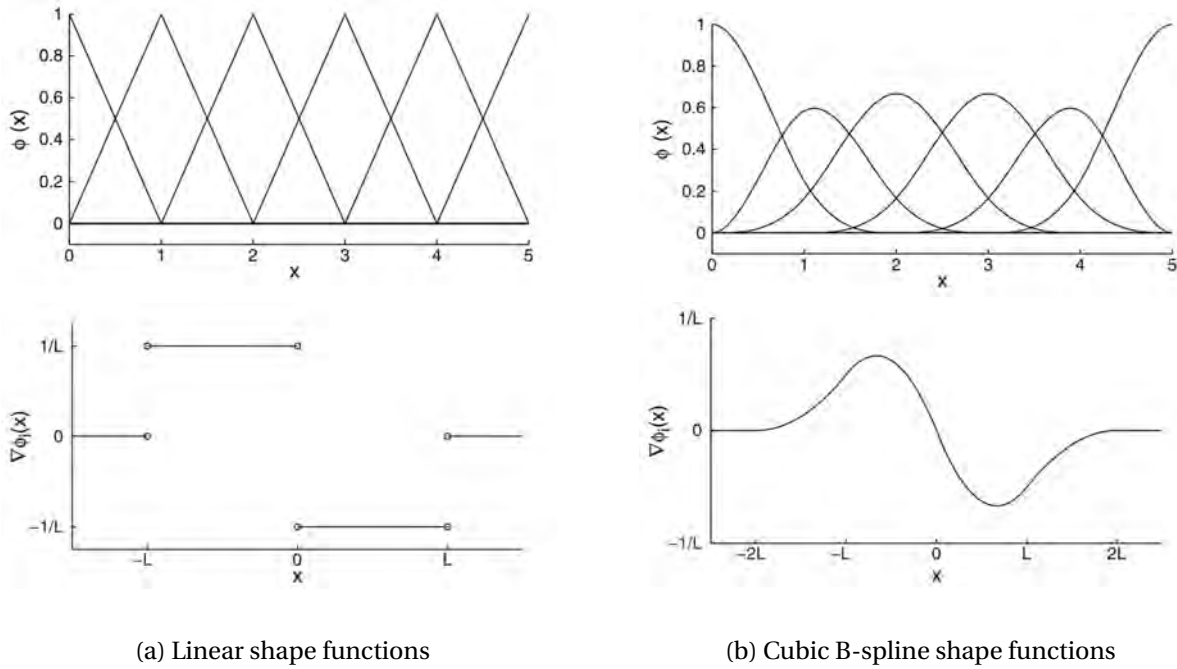 1
0.8
0.6
0.4
0.2
0
ϕ (x)
0 1 2 3 4 5
x
1/L
0
−1/L
∇ϕᵢ(x)
−L 0 L
x
(a) Linear shape functions
1
0.8
0.6
0.4
0.2
0
ϕ (x)
0 1 2 3 4 5
x
1/L
0
−1/L
∇ϕᵢ(x)
−2L −L 0 L 2L
x
(b) Cubic B-spline shape functions